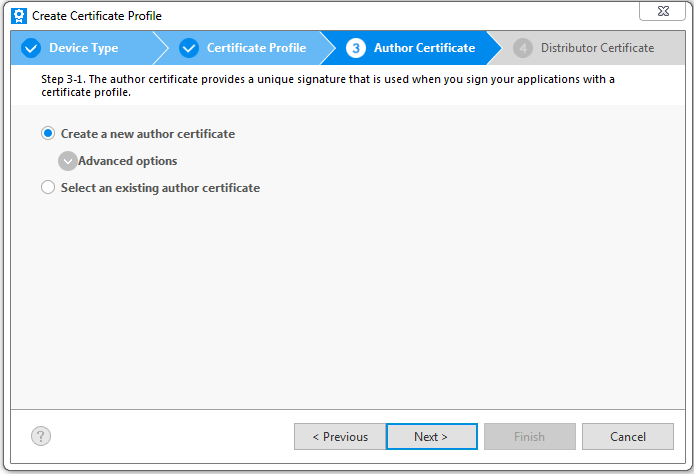 Create Certificate Profile
Device Type
Certificate Profile
3 Author Certificate
4 Distributor Certificate
Step 3-1. The author certificate provides a unique signature that is used when you sign your applications with a
certificate profile.
Create a new author certificate
Advanced options
Select an existing author certificate
? < Previous Next > Finish Cancel